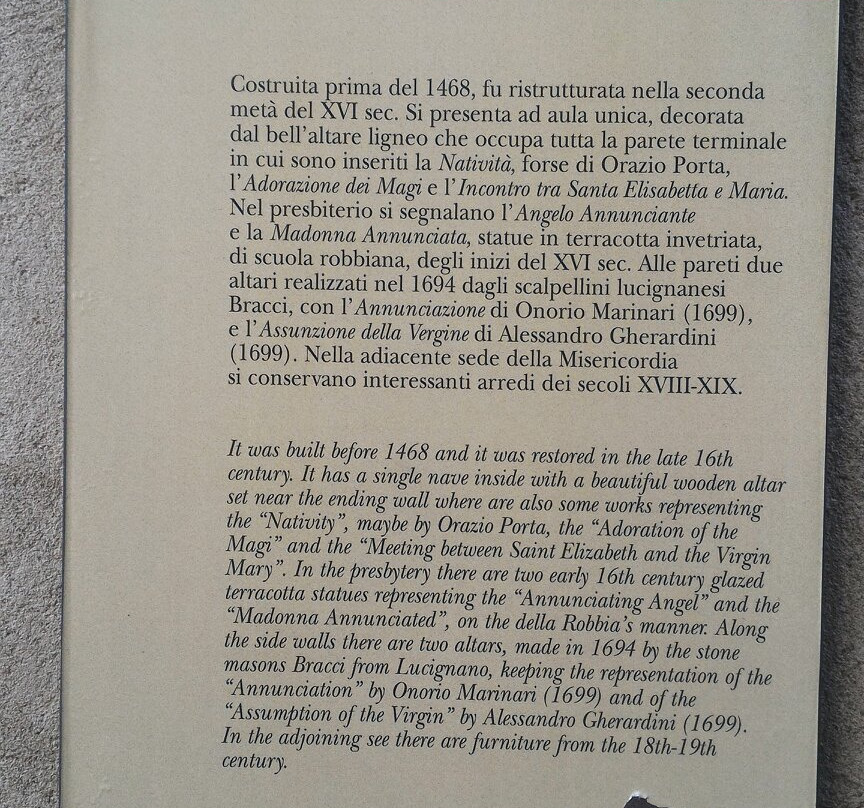 Costruita prima del 1468, fu ristrutturata nella seconda
metà del XVI sec. Si presenta ad aula unica, decorata
dal bell'altare ligneo che occupa tutta la parete terminale
in cui sono inseriti la Natività, forse di Orazio Porta,
l'Adorazione dei Magi e l'Incontro tra Santa Elisabetta e Maria.
Nel presbiterio si segnalano l'Angelo Annunciante
e la Madonna Annunciata, statue in terracotta invetriata,
di scuola robbiana, degli inizi del XVI sec. Alle pareti due
altari realizzati nel 1694 dagli scalpellini lucignanesi
Bracci, con l'Annunciazione di Onorio Marinari (1699),
e l'Assunzione della Vergine di Alessandro Gherardini
(1699). Nella adiacente sede della Misericordia
si conservano interessanti arredi dei secoli XVIII-XIX.
It was built before 1468 and it was restored in the late 16th
century. It has a single nave inside with a beautiful wooden altar
set near the ending wall where are also some works representing
the "Nativity", maybe by Orazio Porta, the "Adoration of the
Magi" and the "Meeting between Saint Elizabeth and the Virgin
Mary". In the presbytery there are two early 16th century glazed
terracotta statues representing the "Annunciating Angel" and the
"Madonna Annunciated", on the della Robbia's manner. Along
the side walls there are two altars, made in 1694 by the stone
masons Bracci from Lucignano, keeping the representation of the
"Annunciation" by Onorio Marinari (1699) and of the
"Assumption of the Virgin" by Alessandro Gherardini (1699).
In the adjoining see there are furniture from the 18th-19th
century.